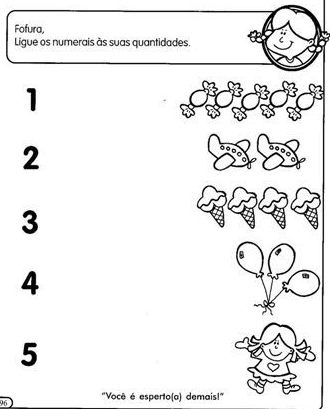 Fofura,
Ligue os numerais às suas quantidades.
1
2
3
4
5
96
"Você é esperto(a) demais!"